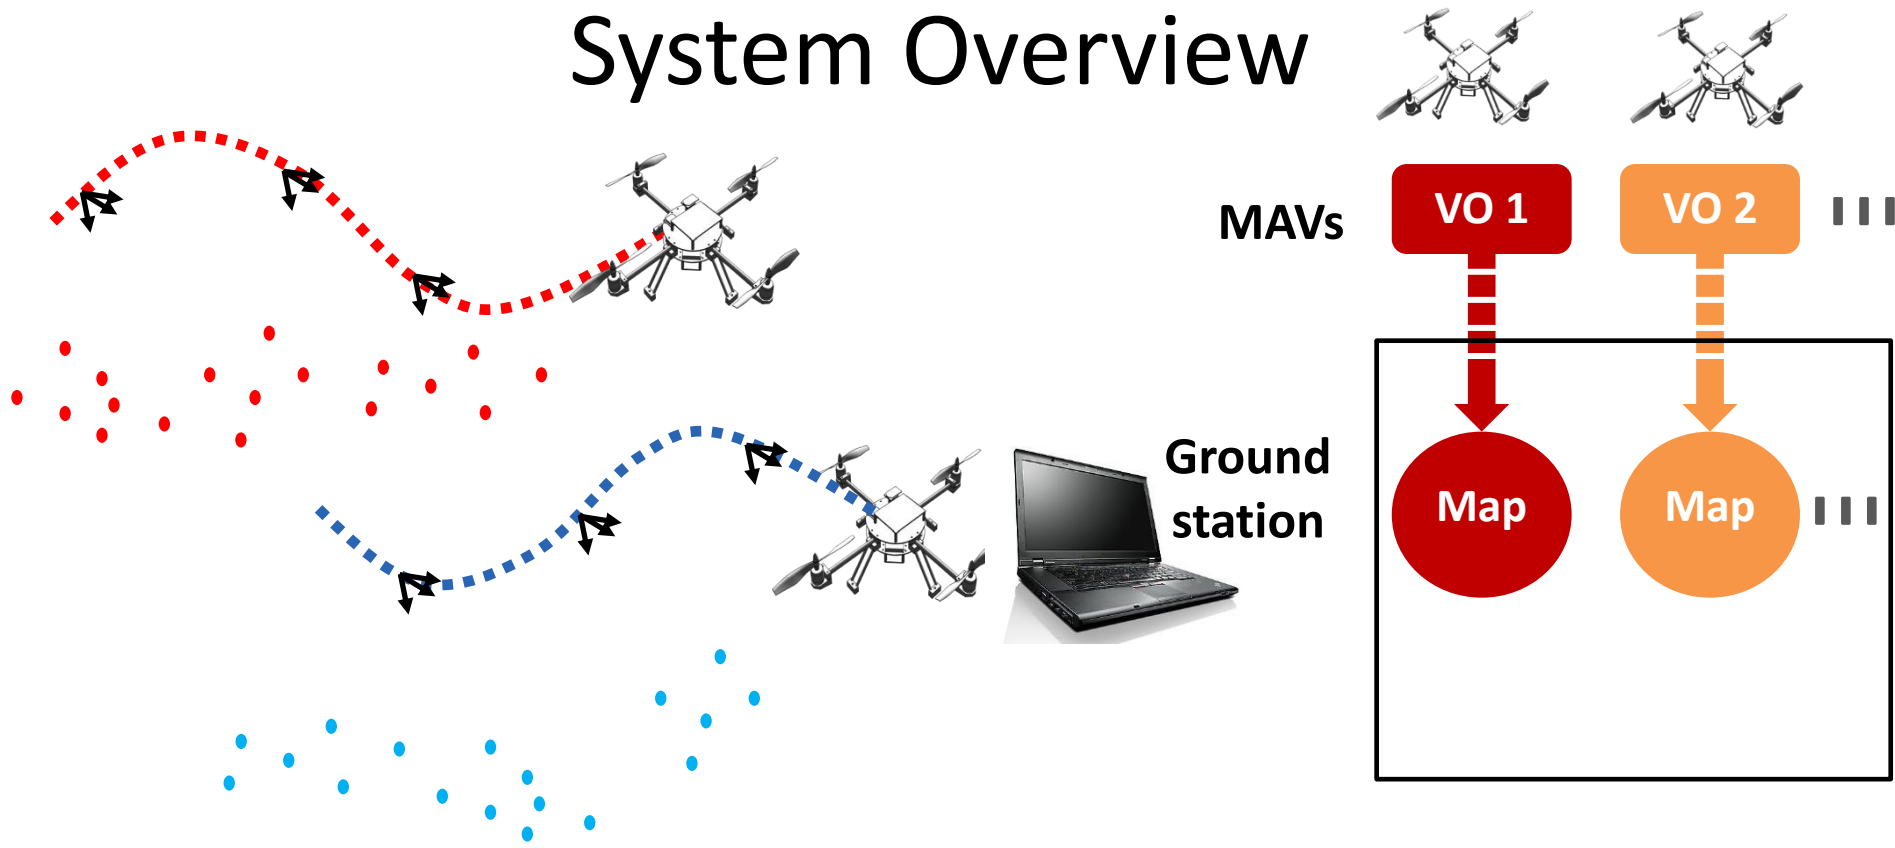 System Overview
MAVs
VO 1
VO 2
Ground
station
Map
Map